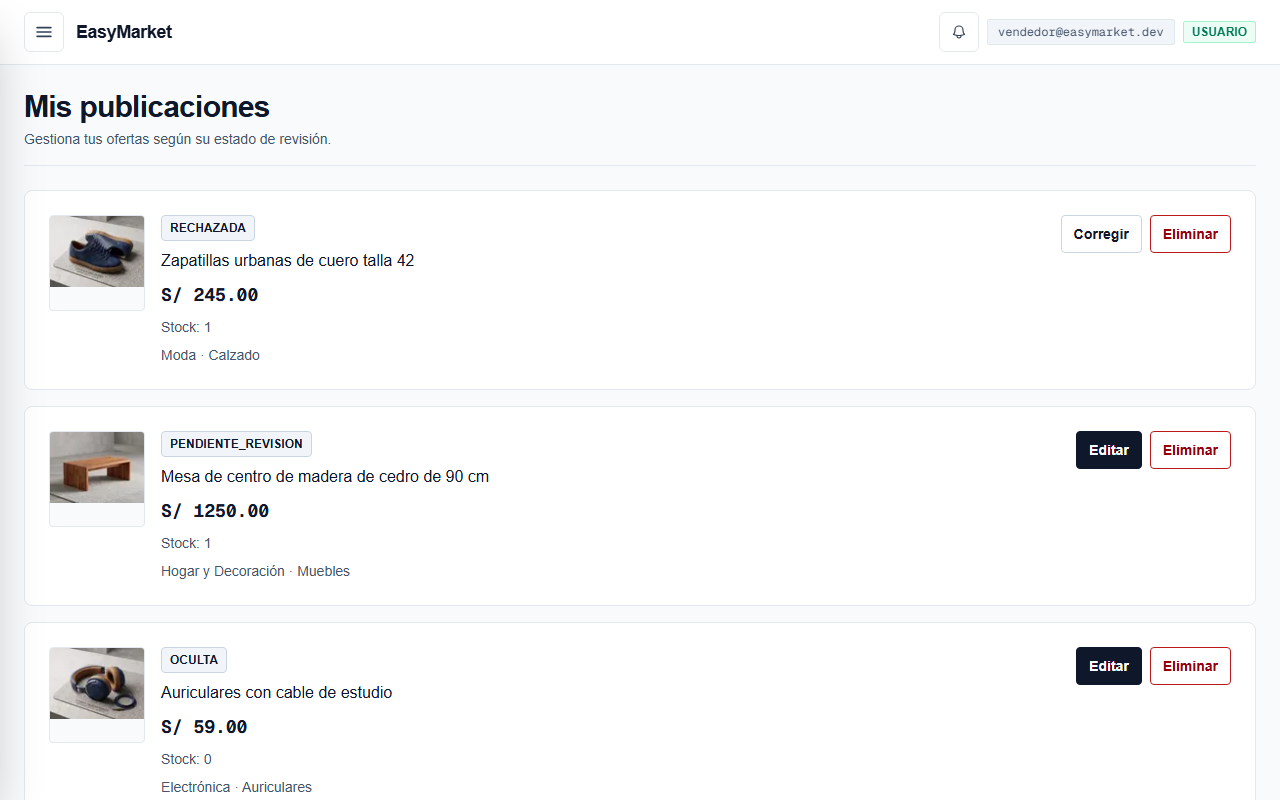 EasyMarket
vendedor@easymarket.dev
USUARIO
Mis publicaciones
Gestiona tus ofertas según su estado de revisión.
RECHAZADA
Zapatillas urbanas de cuero talla 42
S/ 245.00
Stock: 1
Moda · Calzado
Corregir
Eliminar
PENDIENTE_REVISION
Mesa de centro de madera de cedro de 90 cm
S/ 1250.00
Stock: 1
Hogar y Decoración · Muebles
Editar
Eliminar
OCULTA
Auriculares con cable de estudio
S/ 59.00
Stock: 0
Electrónica · Auriculares
Editar
Eliminar